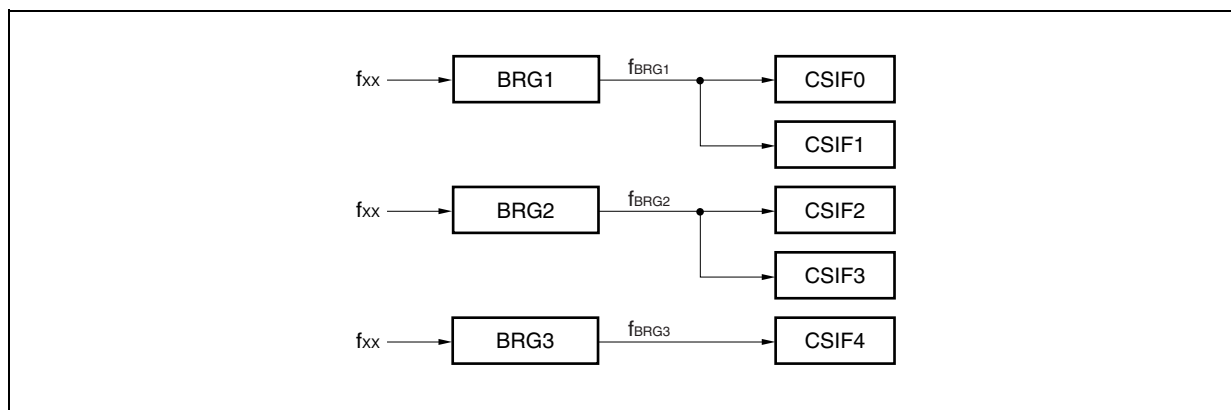 fxx BRG1 fBRG1 CSIF0
CSIF1
fxx BRG2 fBRG2 CSIF2
CSIF3
fxx BRG3 fBRG3 CSIF4